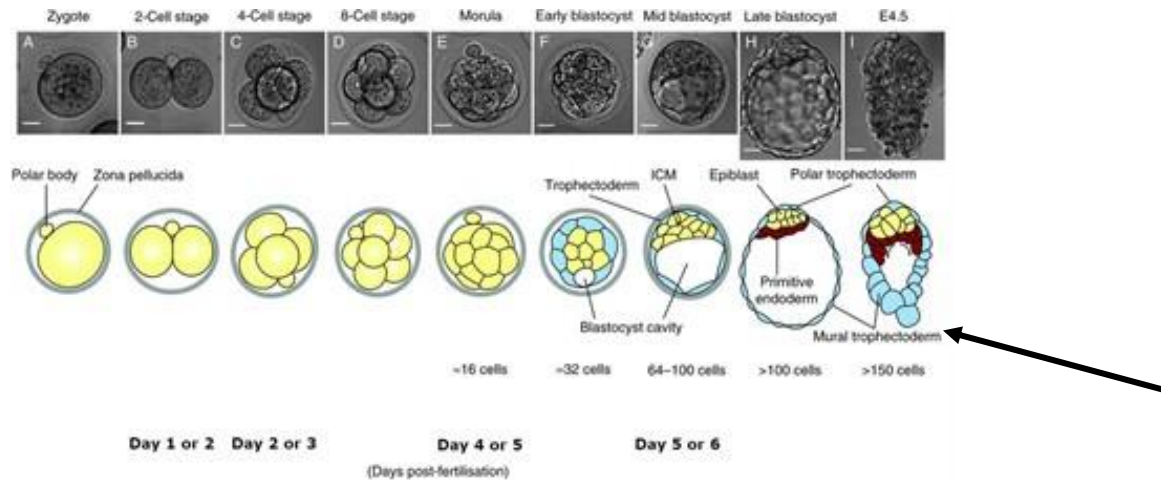 Zygote 2-Cell stage 4-Cell stage 8-Cell stage Morula Early blastocyst Mid blastocyst Late blastocyst E4.5
A B C D E F G H I
Polar body Zona pellucida Trophectoderm ICM Epiblast Polar trophectoderm
Primitive
endoderm
Blastocyst cavity
Mural trophectoderm
~16 cells ~32 cells 64–100 cells >100 cells >150 cells
Day 1 or 2 Day 2 or 3 Day 4 or 5 Day 5 or 6
(Days post-fertilisation)